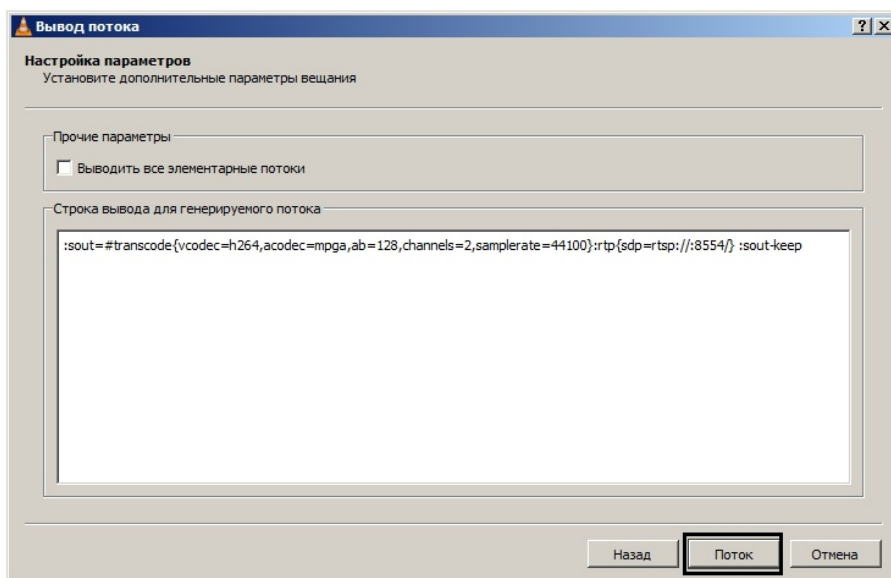 Вывод потока
Настройка параметров
Установите дополнительные параметры вещания
Прочие параметры
Выводить все элементарные потоки
Строка вывода для генерируемого потока
:sout=#transcode{vcodec=h264,acodec=mpga,ab=128,channels=2,samplerate=44100}:rtp{sdp=rtsp://:8554/} :sout-keep
Назад
Поток
Отмена